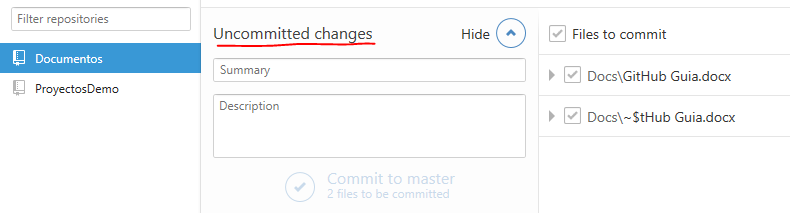 Filter repositories
Documentos
ProyectosDemo
Uncommitted changes
Hide
Summary
Description
Commit to master
2 files to be committed
Files to commit
Docs\GitHub Guia.docx
Docs\~$tHub Guia.docx